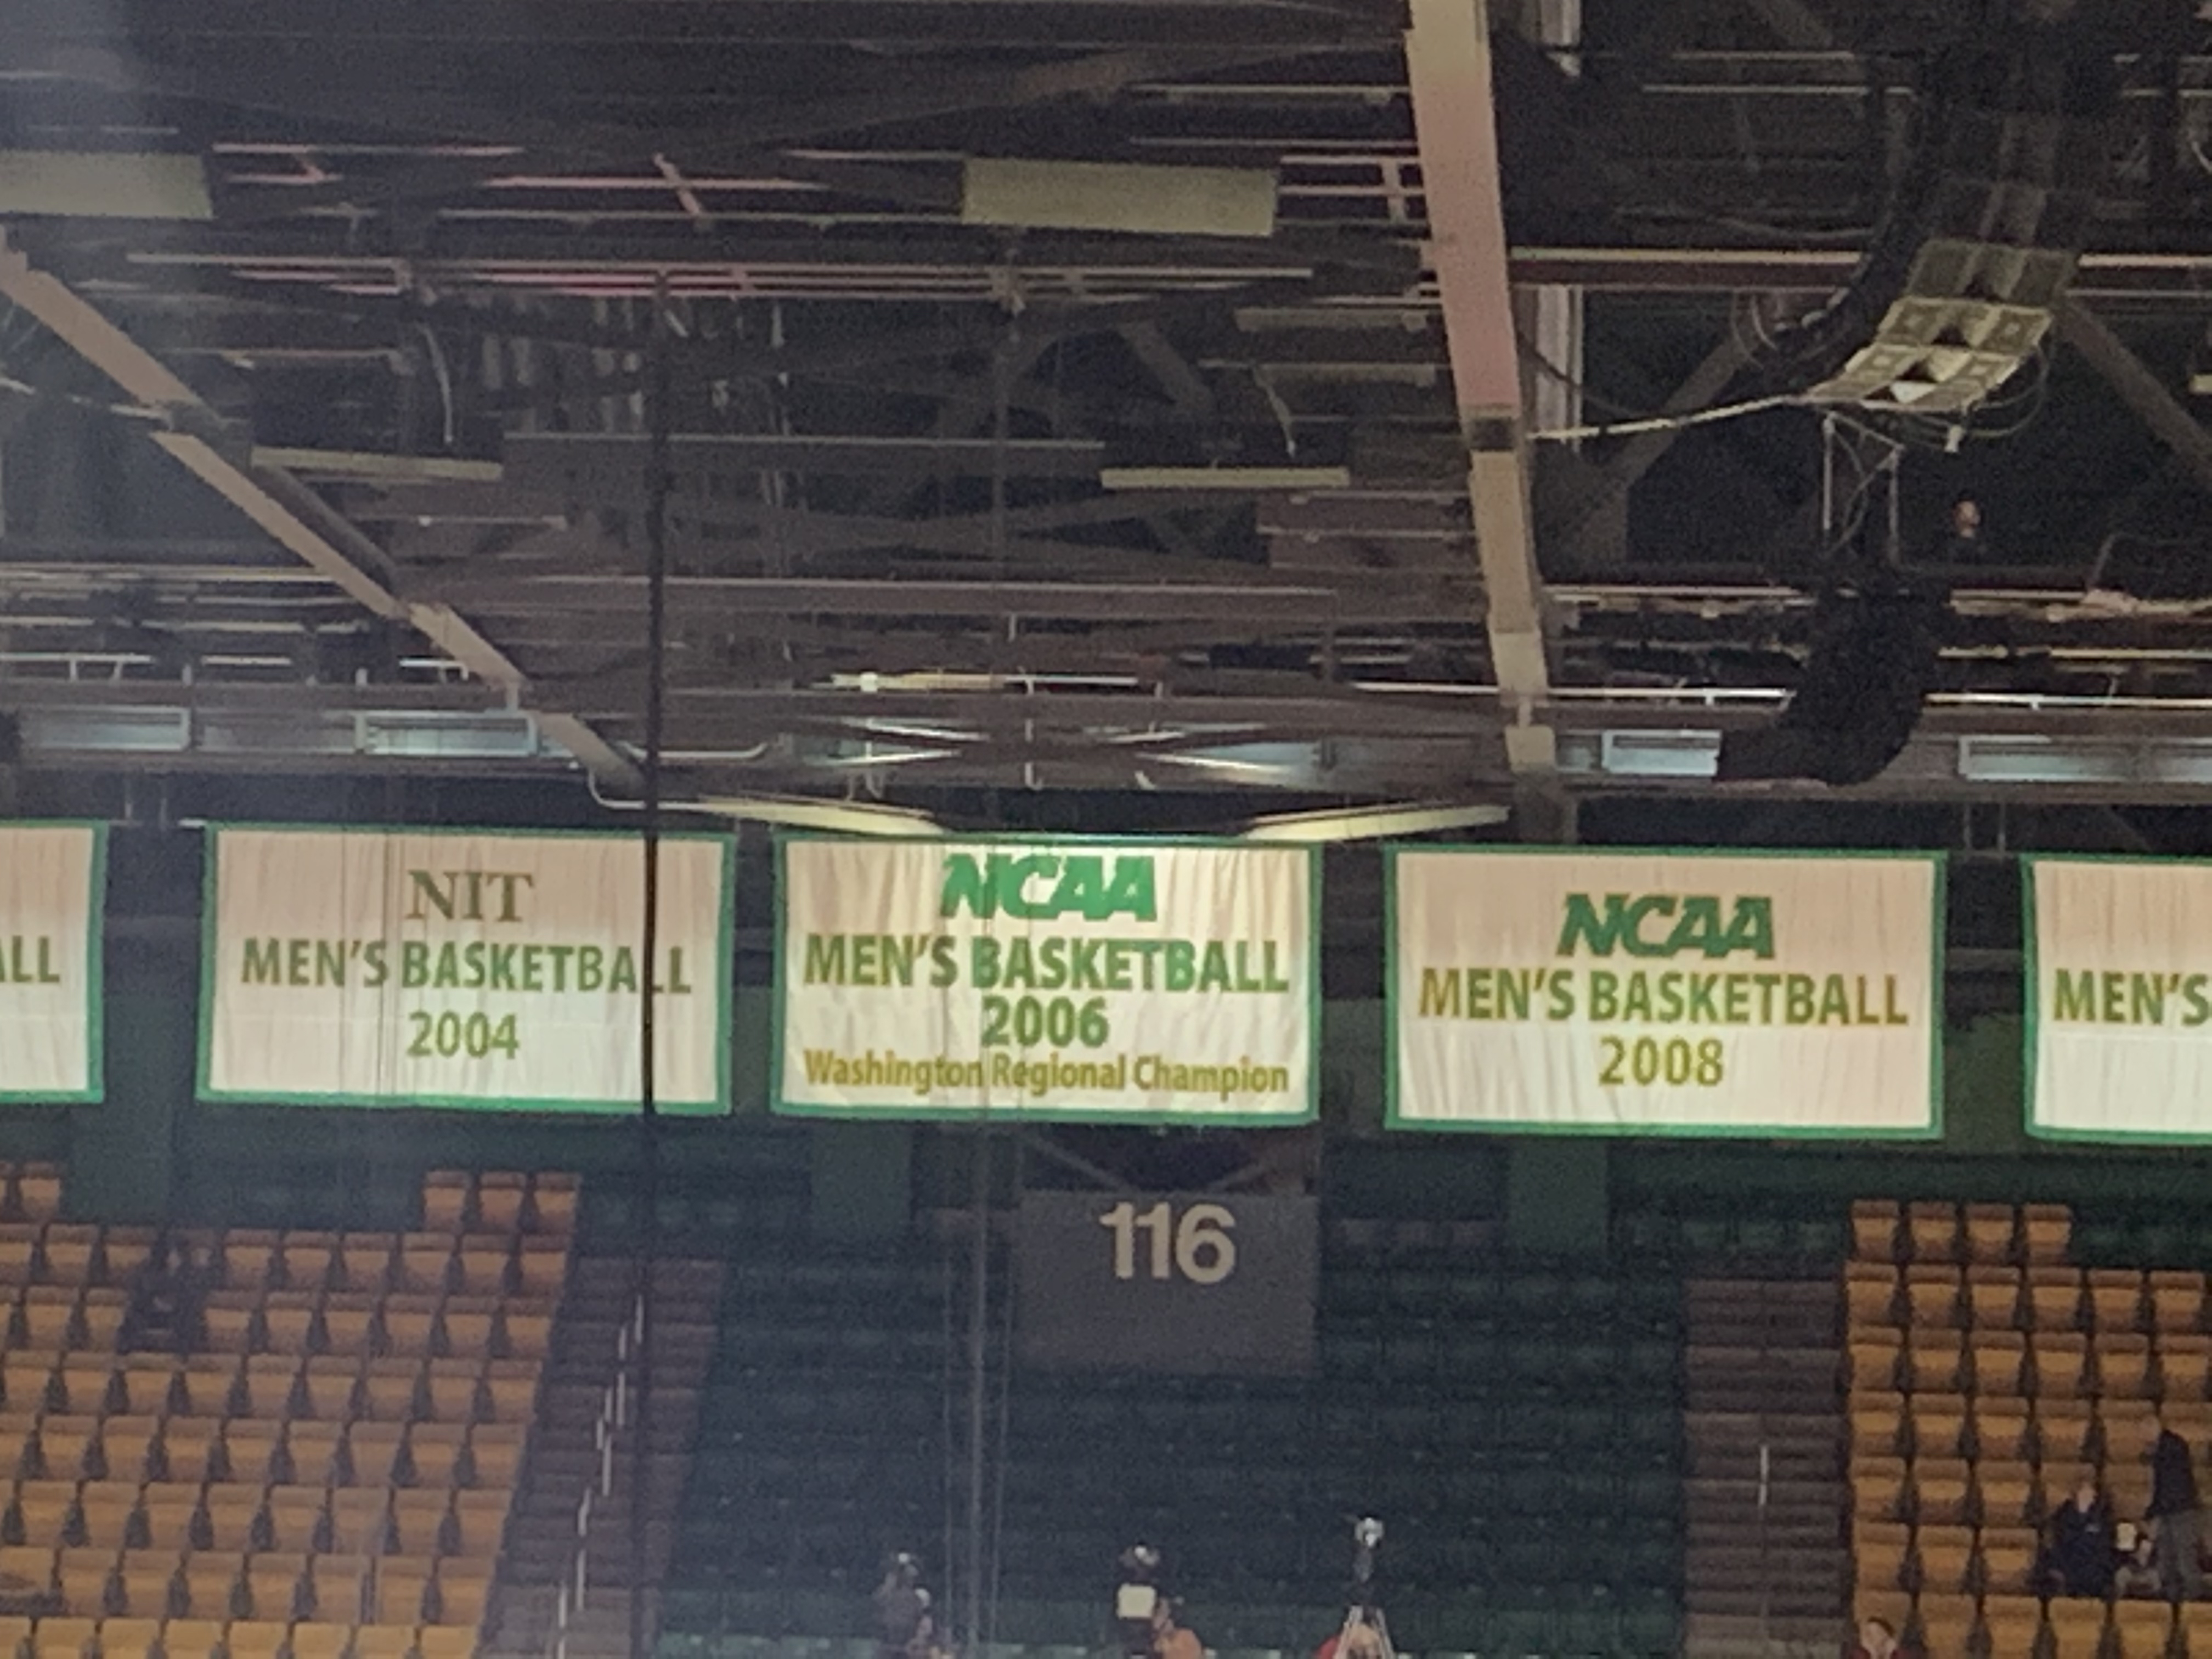 ALL
NIT
MEN'S BASKETBALL
2004
NCAA
MEN'S BASKETBALL
2006
Washington Regional Champion
NCAA
MEN'S BASKETBALL
2008
MEN'S
116